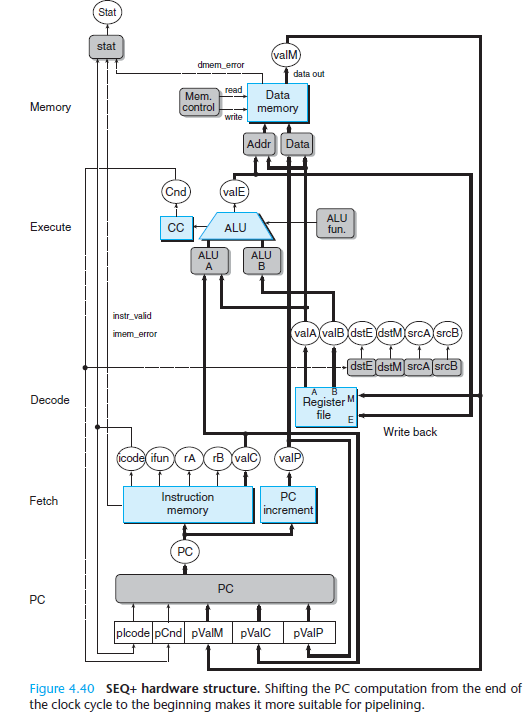 Stat
stat
dmem_error
valM
data out
Memory
Mem.
control
read
write
Data
memory
Addr
Data
Cnd
valE
Execute
CC
ALU
ALU
fun.
ALU
A
ALU
B
instr_valid
imem_error
valA
valB
dstE
dstM
srcA
srcB
dstE
dstM
srcA
srcB
Decode
A
B
Register
file
M
E
Write back
icode
ifun
rA
rB
valC
valP
Fetch
Instruction
memory
PC
increment
PC
PC
PC
pIcode
pCnd
pValM
pValC
pValP
Figure 4.40 SEQ+ hardware structure. Shifting the PC computation from the end of
the clock cycle to the beginning makes it more suitable for pipelining.